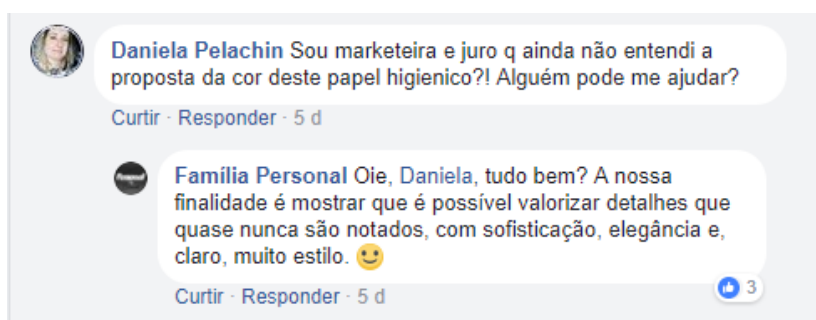 Daniela Pelachin Sou marketeira e juro q ainda não entendi a
proposta da cor deste papel higienico?! Alguém pode me ajudar?
Curtir · Responder · 5 d
Família Personal Oie, Daniela, tudo bem? A nossa
finalidade é mostrar que é possível valorizar detalhes que
quase nunca são notados, com sofisticação, elegância e,
claro, muito estilo. 🙂
3
Curtir · Responder · 5 d